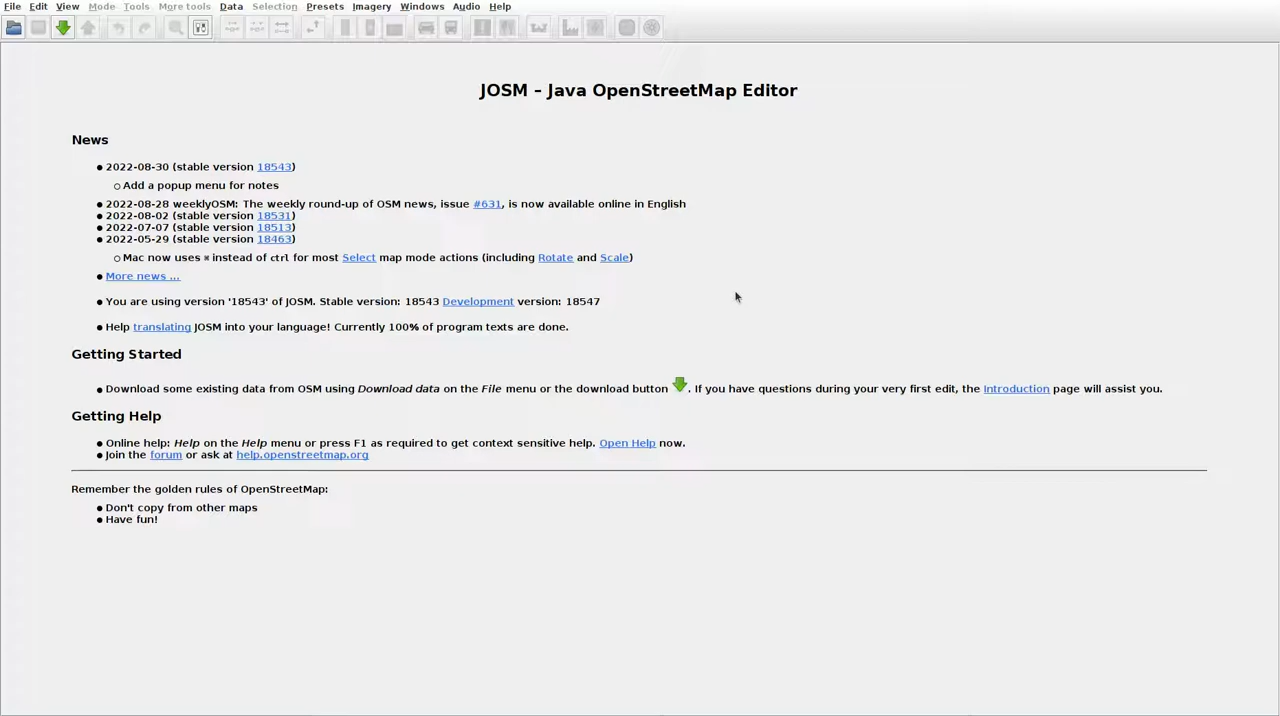 File Edit View Mode Tools More tools Data Selection Presets Imagery Windows Audio Help
JOSM – Java OpenStreetMap Editor
News
2022-08-30 (stable version 18543)
Add a popup menu for notes
2022-08-28 weeklyOSM: The weekly round-up of OSM news, issue #631, is now available online in English
2022-08-02 (stable version 18531)
2022-07-07 (stable version 18513)
2022-05-29 (stable version 18463)
Mac now uses ⌘ instead of ctrl for most Select map mode actions (including Rotate and Scale)
More news ...
You are using version '18543' of JOSM. Stable version: 18543 Development version: 18547
Help translating JOSM into your language! Currently 100% of program texts are done.
Getting Started
Download some existing data from OSM using Download data on the File menu or the download button . If you have questions during your very first edit, the Introduction page will assist you.
Getting Help
Online help: Help on the Help menu or press F1 as required to get context sensitive help. Open Help now.
Join the forum or ask at help.openstreetmap.org
Remember the golden rules of OpenStreetMap:
Don't copy from other maps
Have fun!